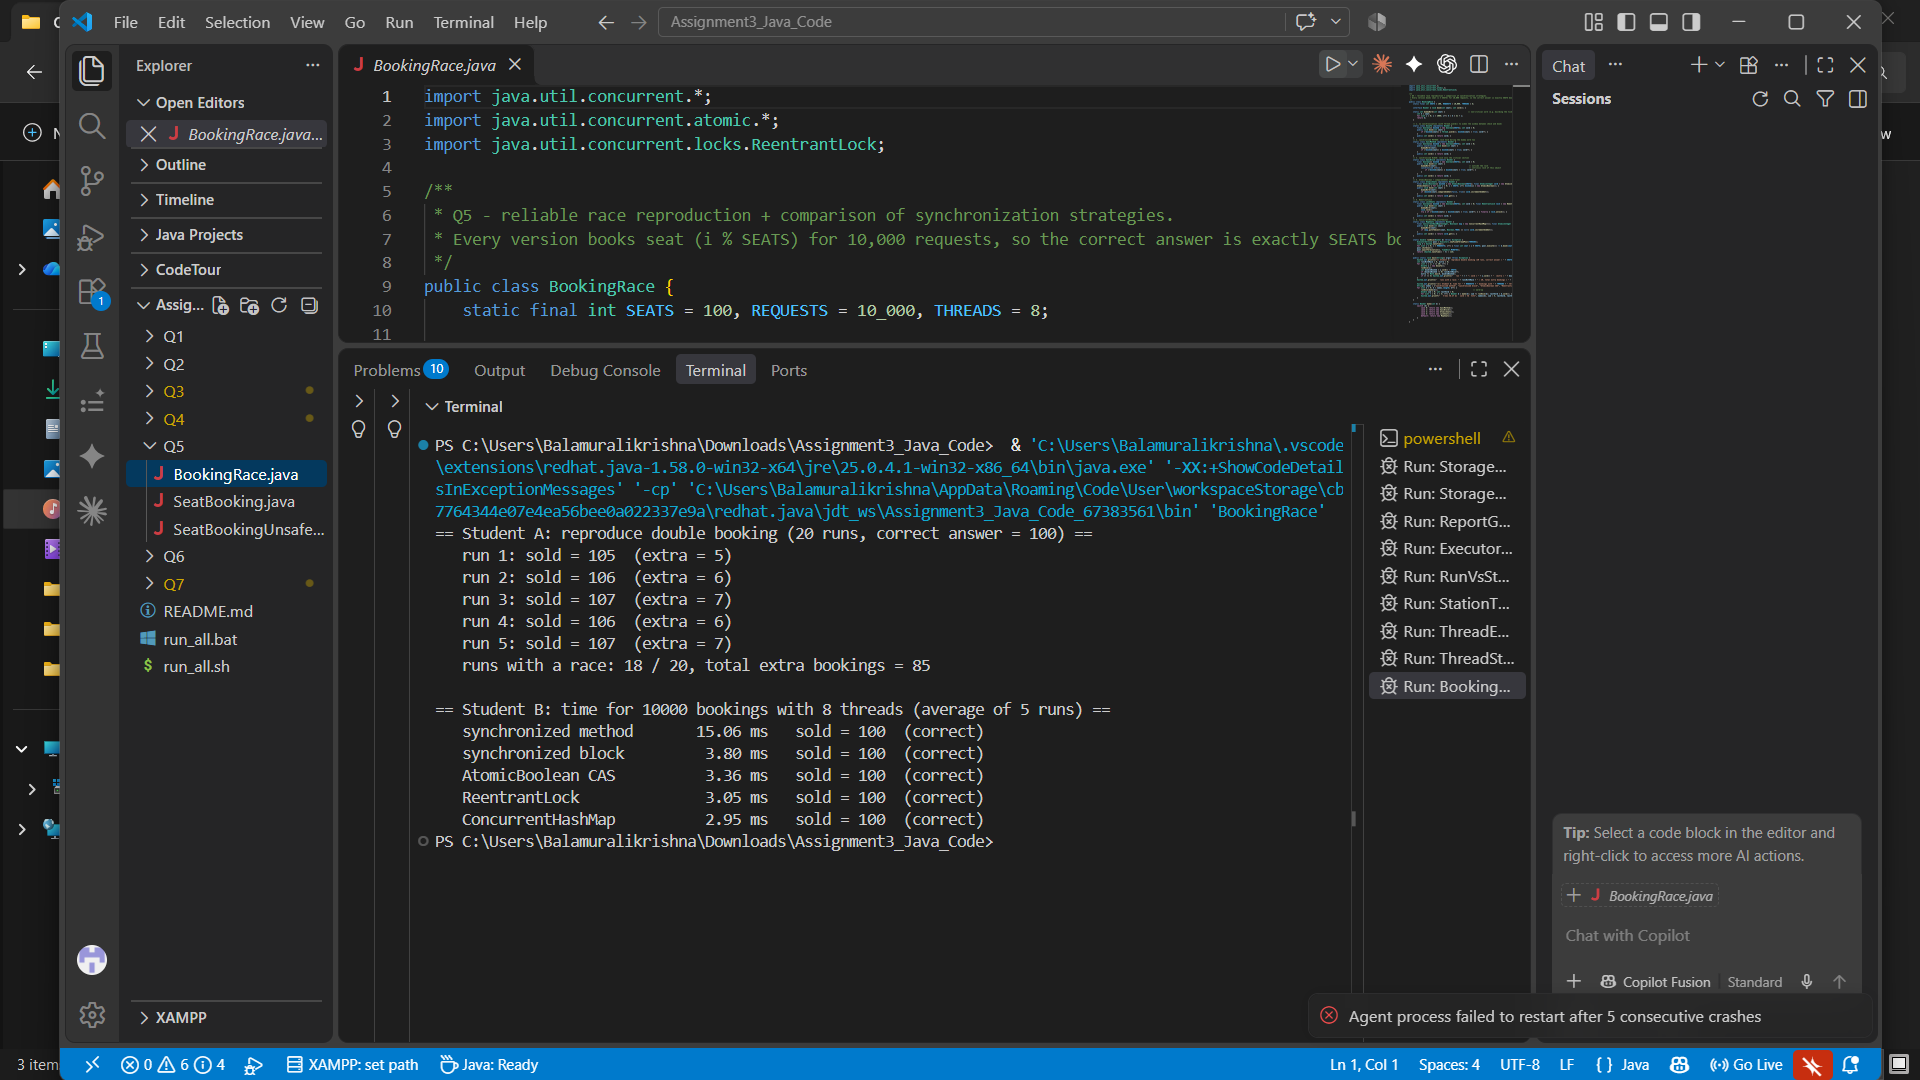 File Edit Selection View Go Run Terminal Help
Assignment3_Java_Code
Explorer
Open Editors
BookingRace.java...
Outline
Timeline
Java Projects
CodeTour
Assig...
Q1
Q2
Q3
Q4
Q5
BookingRace.java
SeatBooking.java
SeatBookingUnsafe...
Q6
Q7
README.md
run_all.bat
run_all.sh
XAMPP
1
BookingRace.java
1 import java.util.concurrent.*;
2 import java.util.concurrent.atomic.*;
3 import java.util.concurrent.locks.ReentrantLock;
4
5 /**
6 * Q5 - reliable race reproduction + comparison of synchronization strategies.
7 * Every version books seat (i % SEATS) for 10,000 requests, so the correct answer is exactly SEATS bo
8 */
9 public class BookingRace {
10 static final int SEATS = 100, REQUESTS = 10_000, THREADS = 8;
11
Problems 10 Output Debug Console Terminal Ports
Terminal
PS C:\Users\Balamuralikrishna\Downloads\Assignment3_Java_Code> & 'C:\Users\Balamuralikrishna\.vscode
\extensions\redhat.java-1.58.0-win32-x64\jre\25.0.4.1-win32-x86_64\bin\java.exe' '-XX:+ShowCodeDetail
sInExceptionMessages' '-cp' 'C:\Users\Balamuralikrishna\AppData\Roaming\Code\User\workspaceStorage\cb
7764344e07e4ea56bee0a022337e9a\redhat.java\jdt_ws\Assignment3_Java_Code_67383561\bin' 'BookingRace'
== Student A: reproduce double booking (20 runs, correct answer = 100) ==
run 1: sold = 105 (extra = 5)
run 2: sold = 106 (extra = 6)
run 3: sold = 107 (extra = 7)
run 4: sold = 106 (extra = 6)
run 5: sold = 107 (extra = 7)
runs with a race: 18 / 20, total extra bookings = 85
== Student B: time for 10000 bookings with 8 threads (average of 5 runs) ==
synchronized method 15.06 ms sold = 100 (correct)
synchronized block 3.80 ms sold = 100 (correct)
AtomicBoolean CAS 3.36 ms sold = 100 (correct)
ReentrantLock 3.05 ms sold = 100 (correct)
ConcurrentHashMap 2.95 ms sold = 100 (correct)
PS C:\Users\Balamuralikrishna\Downloads\Assignment3_Java_Code>
powershell
Run: Storage...
Run: Storage...
Run: ReportG...
Run: Executor...
Run: RunVsSt...
Run: StationT...
Run: ThreadE...
Run: ThreadSt...
Run: Booking...
Chat
Sessions
Tip: Select a code block in the editor and
right-click to access more AI actions.
BookingRace.java
Chat with Copilot
Copilot Fusion Standard
Agent process failed to restart after 5 consecutive crashes
3 item
0 6 4 XAMPP: set path Java: Ready
Ln 1, Col 1 Spaces: 4 UTF-8 LF {} Java Go Live